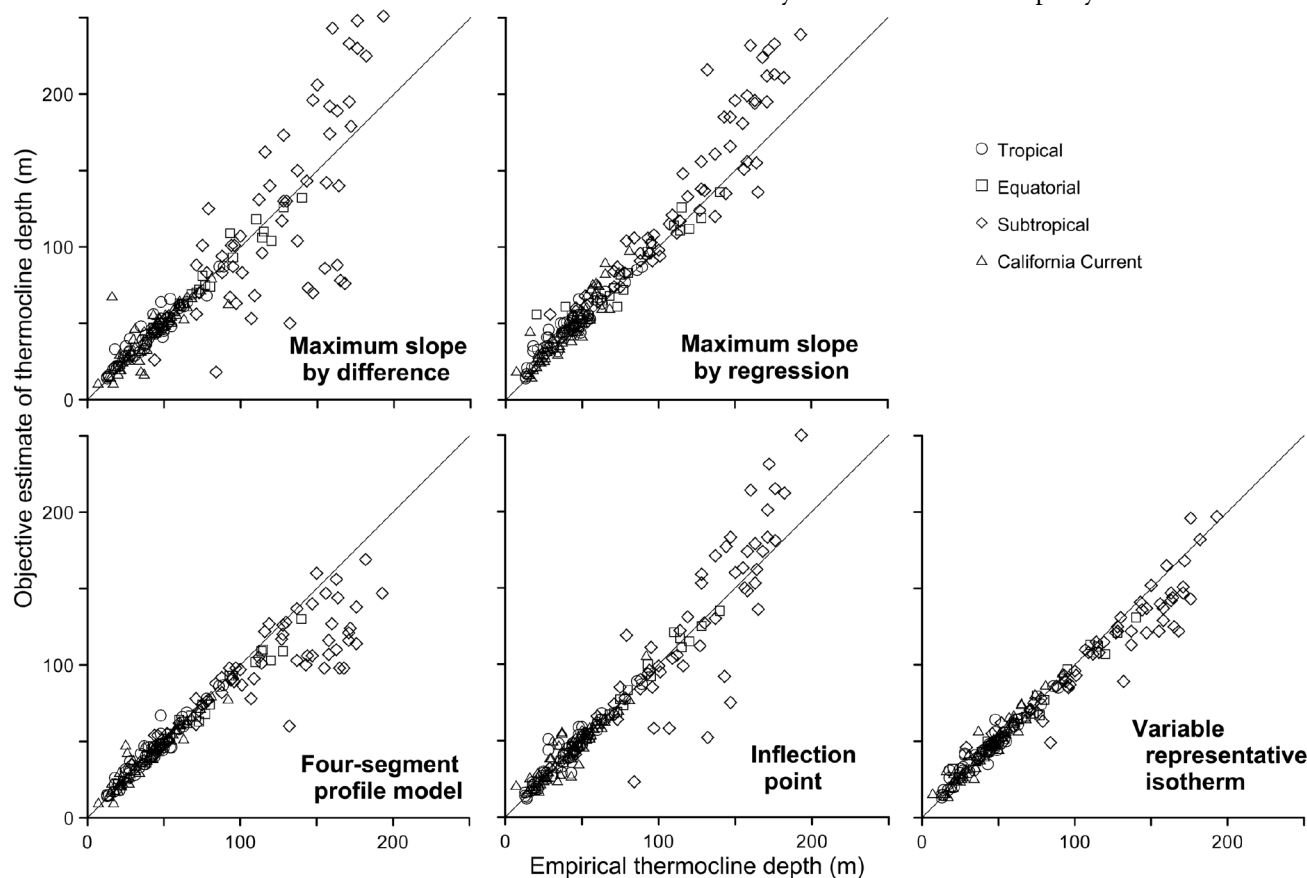 Objective estimate of thermocline depth (m)
200
100
0
Maximum slope
by difference
Maximum slope
by regression
Tropical
Equatorial
Subtropical
California Current
200
100
0
Four-segment
profile model
Inflection
point
Variable
representative
isotherm
0
100
200
0
100
200
0
100
200
Empirical thermocline depth (m)